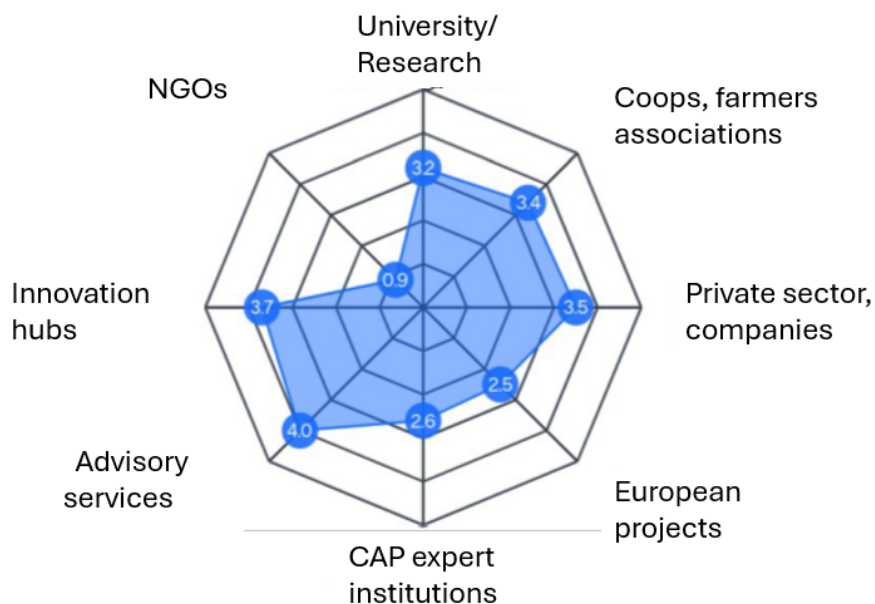 University/
Research
NGOs
Coops, farmers
associations
3.2
3.4
0.9
Innovation
hubs
3.7
3.5
Private sector,
companies
2.5
2.6
4.0
Advisory
services
European
projects
CAP expert
institutions